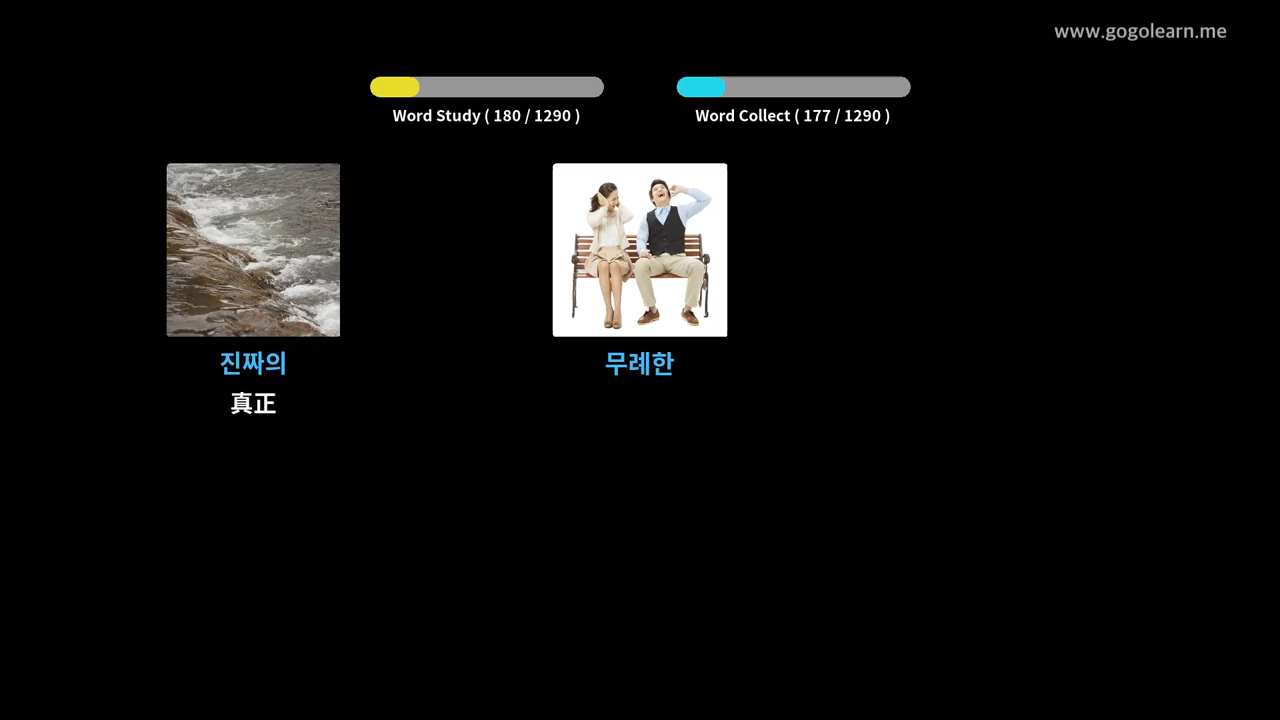 www.gogolearn.me
Word Study ( 180 / 1290 )
Word Collect ( 177 / 1290 )
진짜의
真正
무례한